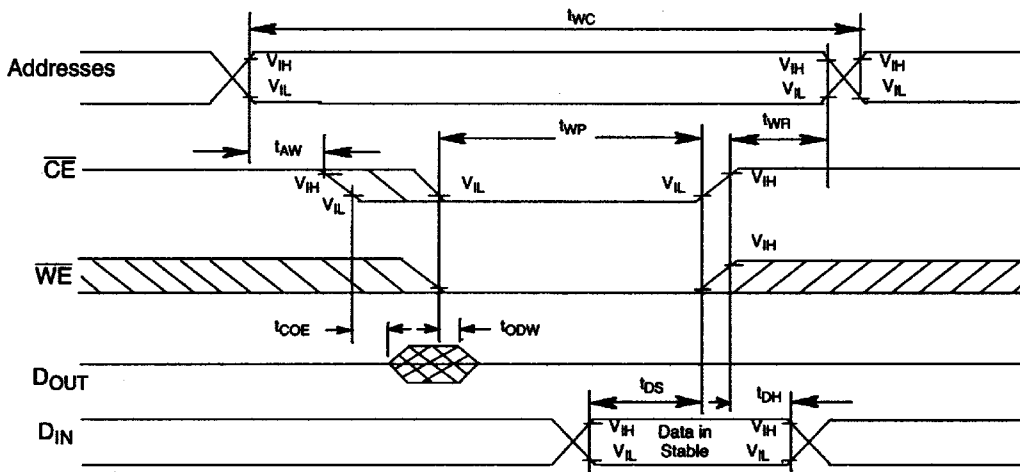 tWC
Addresses
VIH
VIL
VIH
VIL
VIH
VIL
tAW
tWP
tWR
CE
VIH
VIL
VIL
VIL
VIH
WE
VIH
tCOE
tODW
DOUT
tDS
tDH
DIN
VIH
VIL
Data in
Stable
VIH
VIL